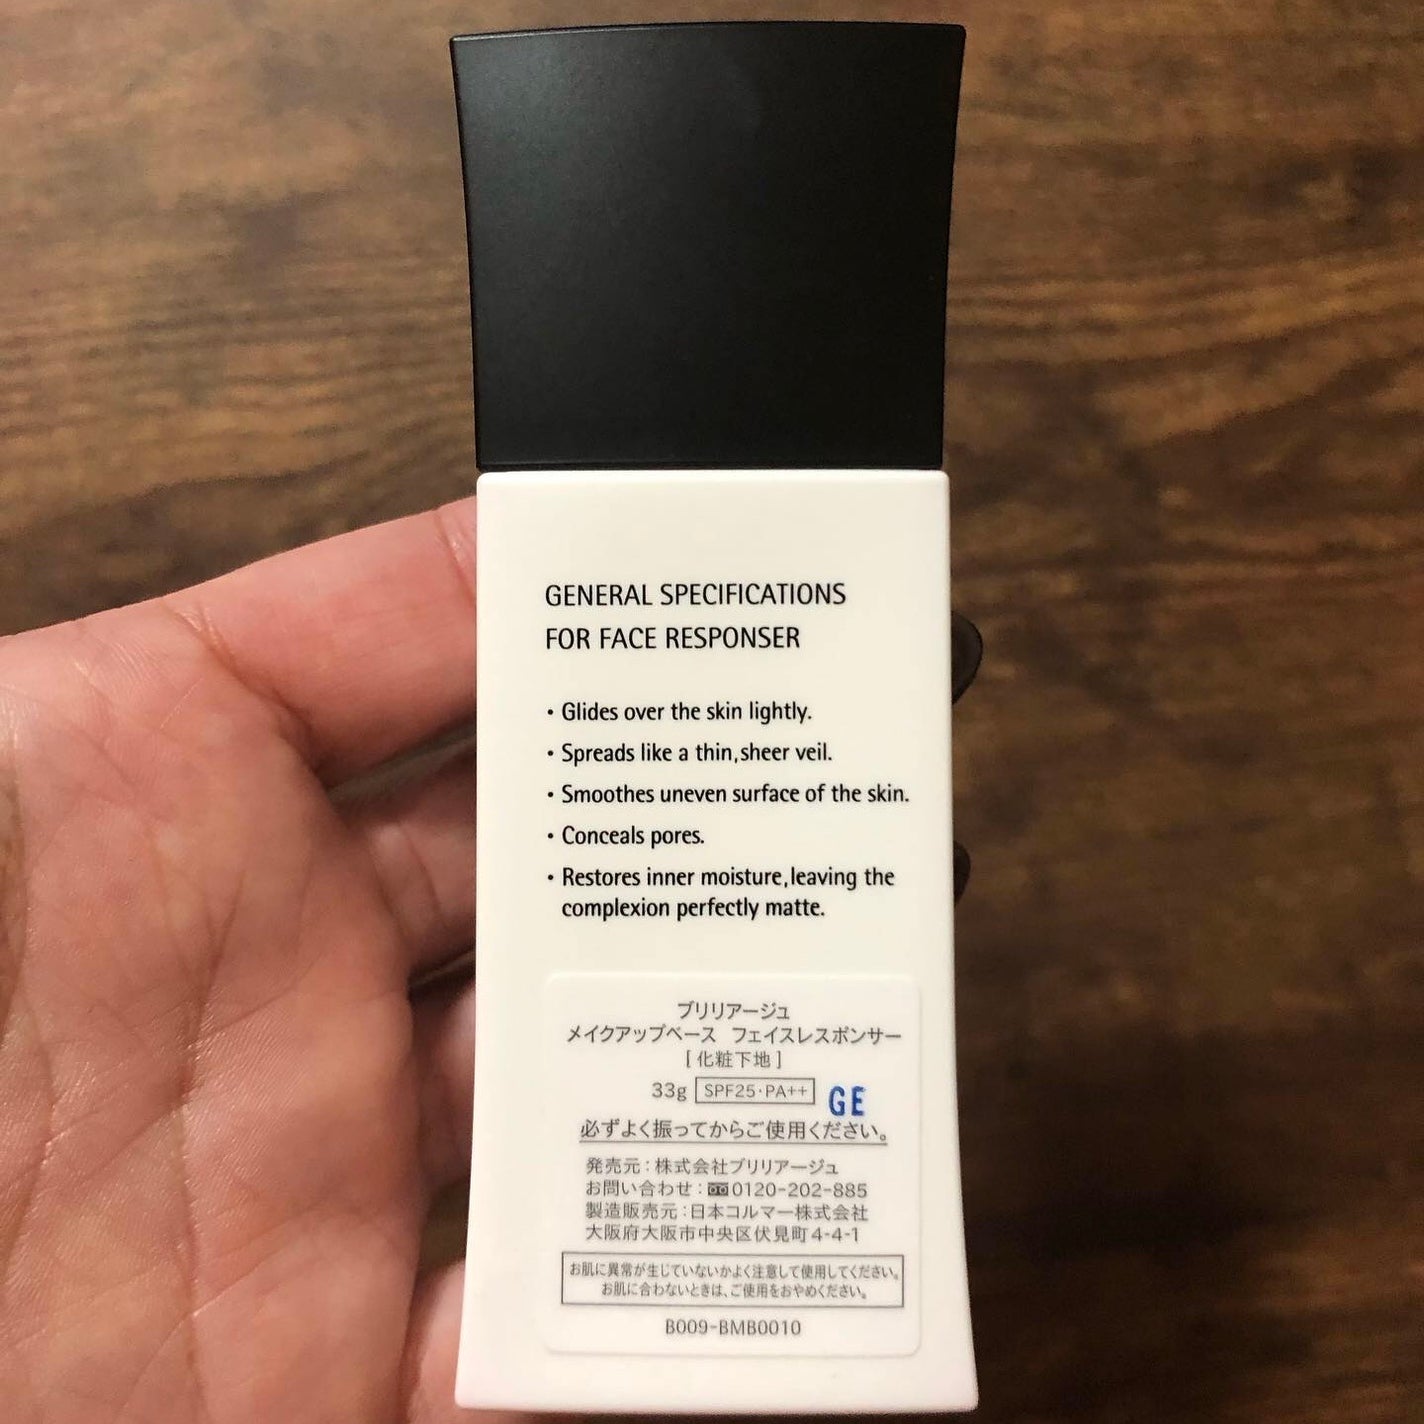 GENERAL SPECIFICATIONS
FOR FACE RESPONSER
・Glides over the skin lightly.
・Spreads like a thin,sheer veil.
・Smoothes uneven surface of the skin.
・Conceals pores.
・Restores inner moisture,leaving the
complexion perfectly matte.
ブリリアージュ
メイクアップベース フェイスレスポンサー
[化粧下地]
33g SPF25・PA++ GE
必ずよく振ってからご使用ください。
発売元:株式会社ブリリアージュ
お問い合わせ:0120-202-885
製造販売元:日本コルマー株式会社
大阪府大阪市中央区伏見町4-4-1
お肌に異常が生じていないかよく注意して使用してください。
お肌に合わないときは、ご使用をおやめください。
B009-BMB0010